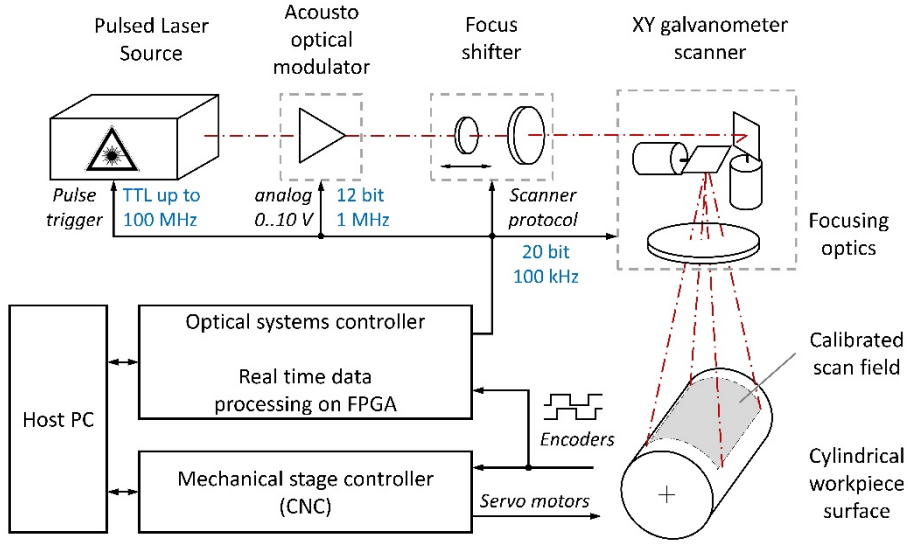 Pulsed Laser
Source
Acousto
optical
modulator
Focus
shifter
XY galvanometer
scanner
Pulse
trigger
TTL up to
100 MHz
analog
0..10 V
12 bit
1 MHz
Scanner
protocol
20 bit
100 kHz
Focusing
optics
Optical systems controller
Real time data
processing on FPGA
Host PC
Mechanical stage controller
(CNC)
Encoders
Servo motors
Calibrated
scan field
Cylindrical
workpiece
surface